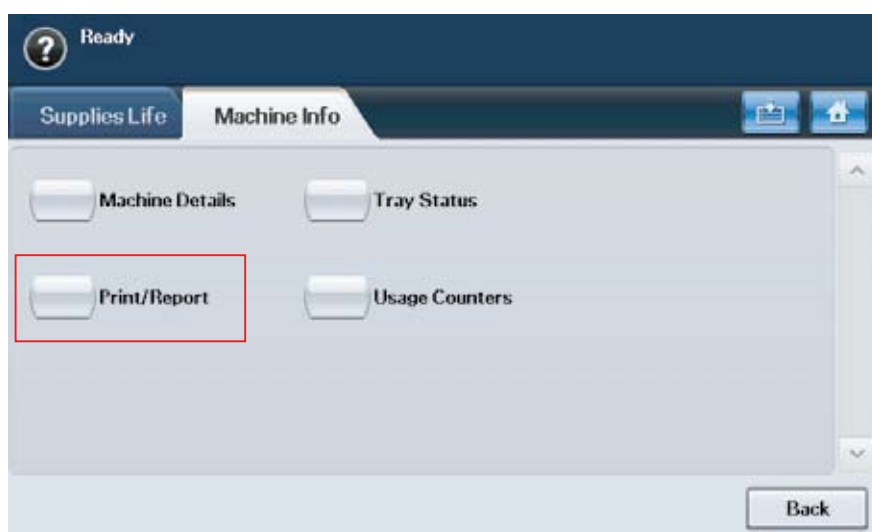 Ready
Supplies Life Machine Info
Machine Details Tray Status
Print/Report Usage Counters
Back